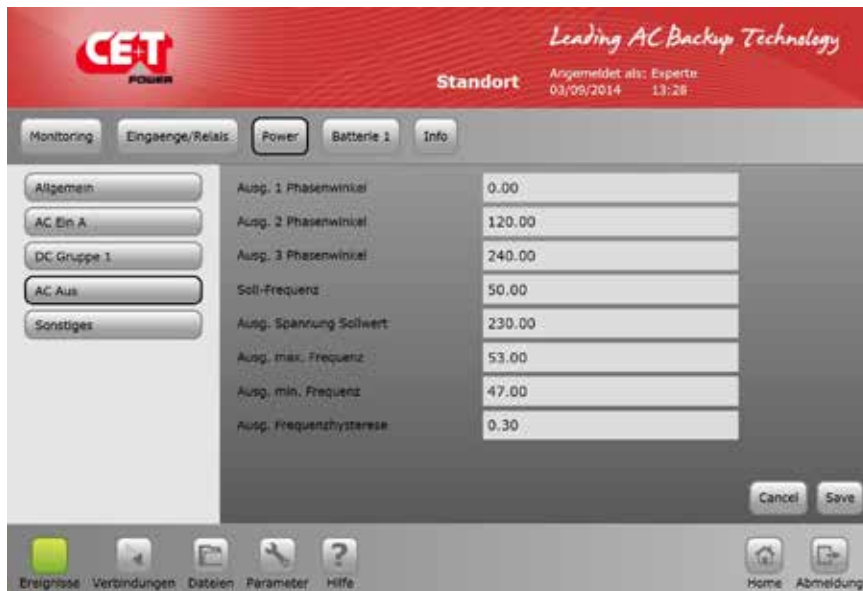 CE+T
POWER
Leading AC Backup Technology
Standort
Angemeldet als: Experte
03/09/2014 13:28
Monitoring Eingaenge/Relais Power Batterie 1 Info
Allgemein
AC Ein A
DC Gruppe 1
AC Aus
Sonstiges
Ausg. 1 Phasenwinkel 0.00
Ausg. 2 Phasenwinkel 120.00
Ausg. 3 Phasenwinkel 240.00
Soll-Frequenz 50.00
Ausg. Spannung Sollwert 230.00
Ausg. max. Frequenz 53.00
Ausg. min. Frequenz 47.00
Ausg. Frequenzhysterese 0.30
Cancel Save
Ereignisse Verbindungen Dateien Parameter Hilfe Home Abmeldung